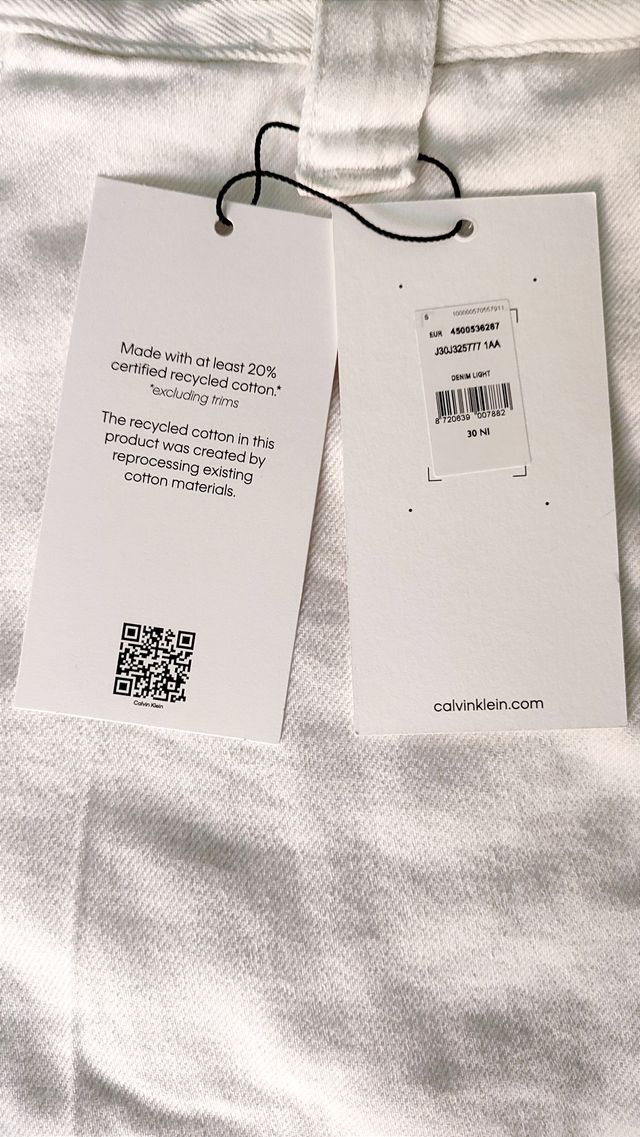 Made with at least 20%
certified recycled cotton.*
*excluding trims
The recycled cotton in this
product was created by
reprocessing existing
cotton materials.
Calvin Klein
EUR 4500536287
J30J325777 1AA
DENIM LIGHT
8 720639 007882
30 NI
calvinklein.com